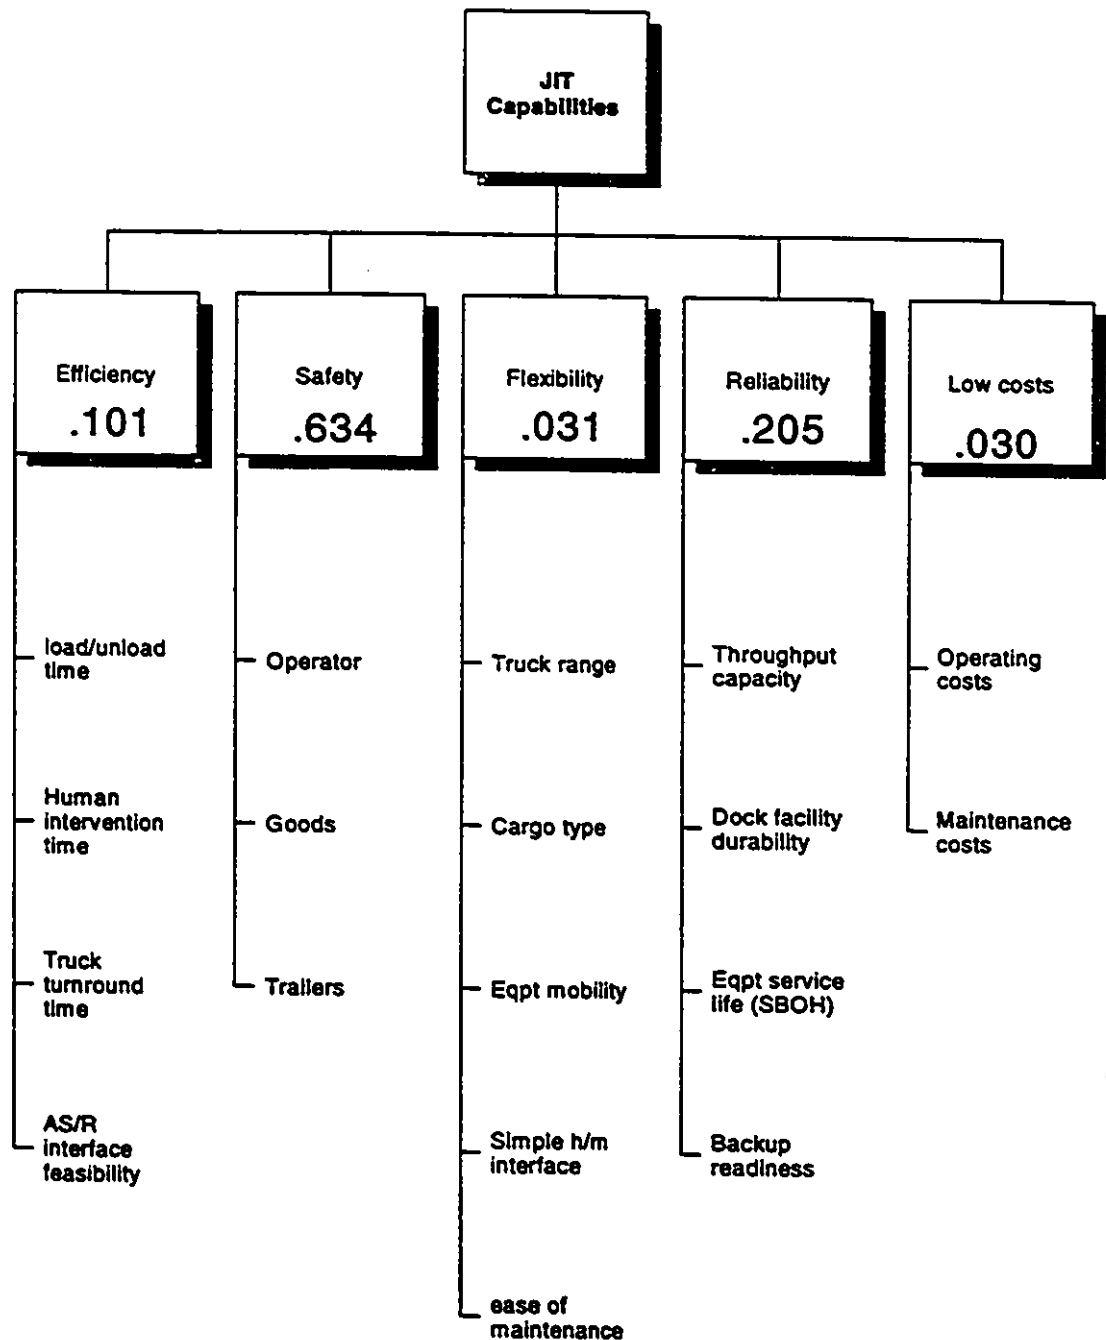 JIT
Capabilities
Efficiency
.101
Safety
.634
Flexibility
.031
Reliability
.205
Low costs
.030
load/unload
time
Human
intervention
time
Truck
turnround
time
AS/R
interface
feasibility
Operator
Goods
Trailers
Truck range
Cargo type
Eqpt mobility
Simple h/m
interface
ease of
maintenance
Throughput
capacity
Dock facility
durability
Eqpt service
life (SBOH)
Backup
readiness
Operating
costs
Maintenance
costs